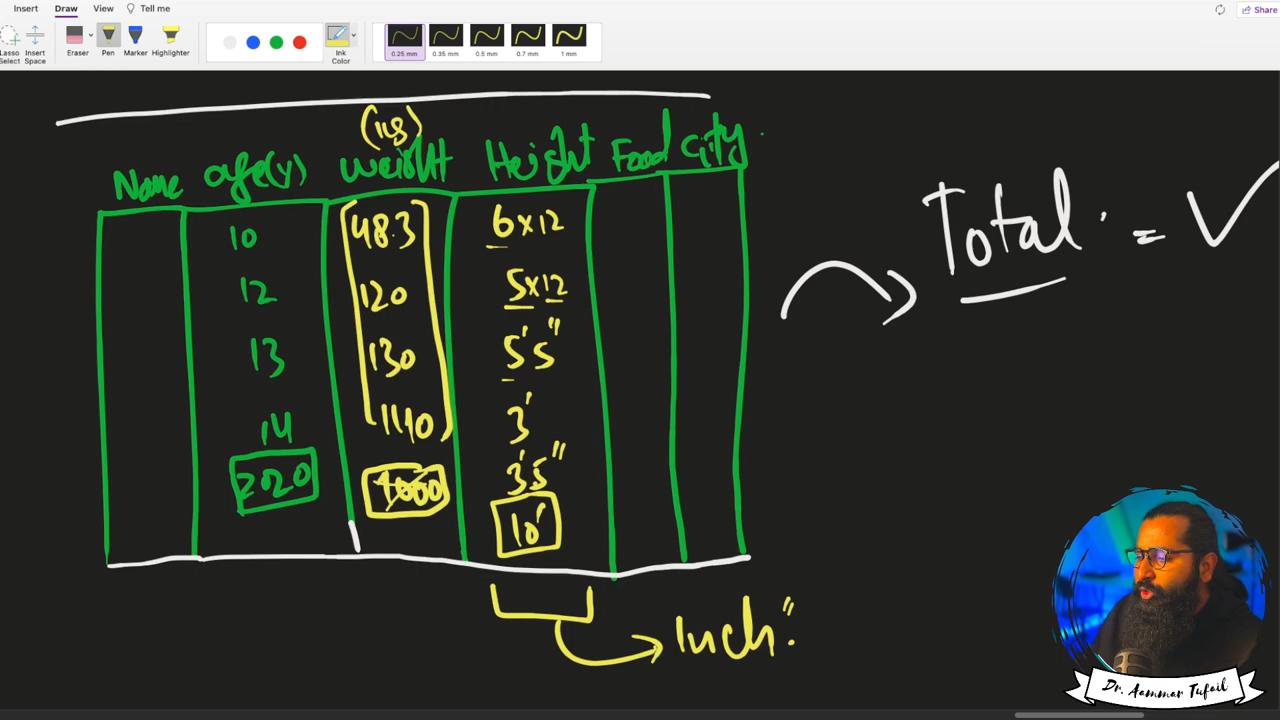 Insert Draw View Tell me
Share
Lasso Select
Insert Space
Eraser
Pen
Marker
Highlighter
Ink Color
0.25 mm
0.35 mm
0.5 mm
0.7 mm
1 mm
Name age(y) weight Height Food City
10 48.3 6x12
12 120 5x12
13 130 5'5"
14 1140 3'
2020 1000 3'5"
10'
Total = ✓
Inch"
Dr. Aammar Tufail